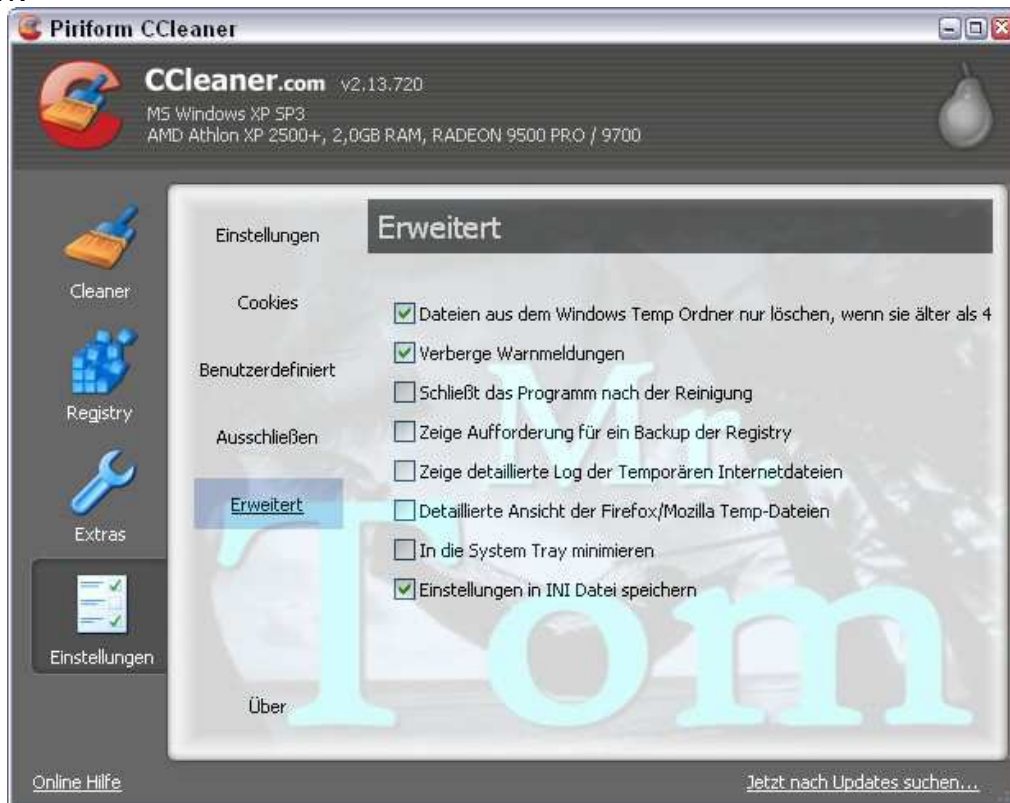 Piriform CCleaner
CCleaner.com v2.13.720
MS Windows XP SP3
AMD Athlon XP 2500+, 2,0GB RAM, RADEON 9500 PRO / 9700
Cleaner
Registry
Extras
Einstellungen
Einstellungen
Cookies
Benutzerdefiniert
Ausschließen
Erweitert
Über
Erweitert
Dateien aus dem Windows Temp Ordner nur löschen, wenn sie älter als 4
Verberge Warnmeldungen
Schließt das Programm nach der Reinigung
Zeige Aufforderung für ein Backup der Registry
Zeige detaillierte Log der Temporären Internetdateien
Detaillierte Ansicht der Firefox/Mozilla Temp-Dateien
In die System Tray minimieren
Einstellungen in INI Datei speichern
Mr.
Tom
Online Hilfe
Jetzt nach Updates suchen...